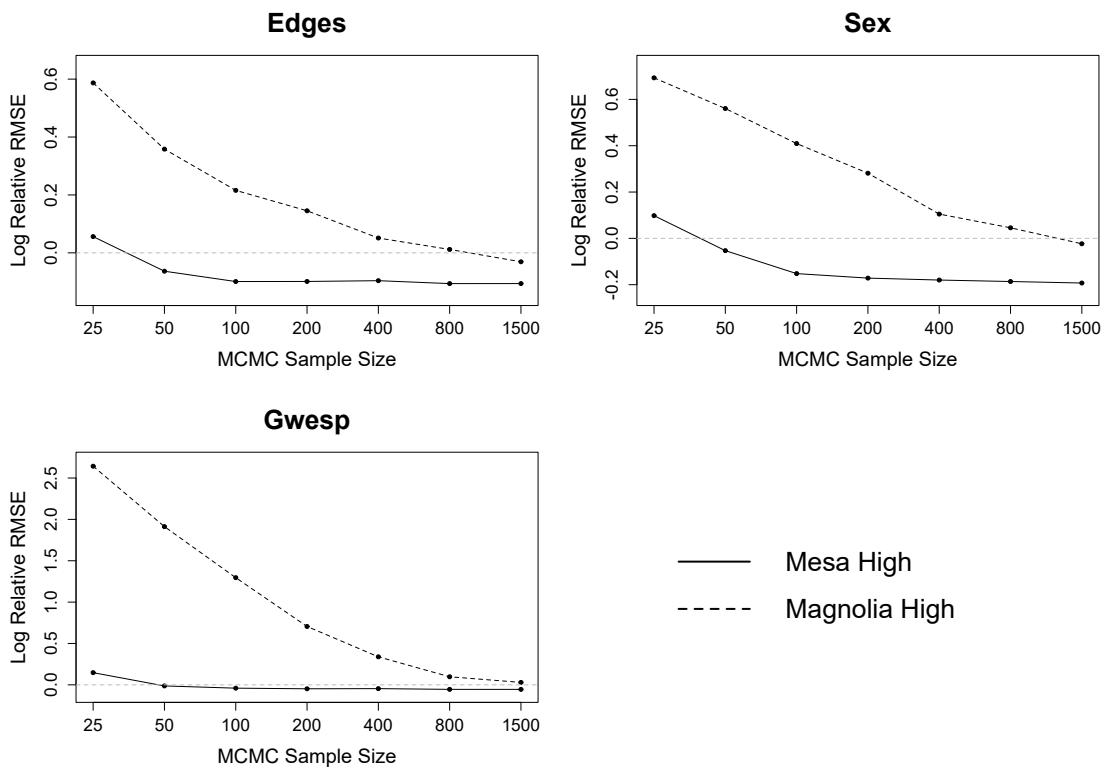 Edges
Log Relative RMSE
0.6
0.4
0.2
0.0
25 50 100 200 400 800 1500
MCMC Sample Size
Sex
Log Relative RMSE
0.6
0.4
0.2
0.0
-0.2
25 50 100 200 400 800 1500
MCMC Sample Size
Gwesp
Log Relative RMSE
2.5
2.0
1.5
1.0
0.5
0.0
25 50 100 200 400 800 1500
MCMC Sample Size
Mesa High
Magnolia High